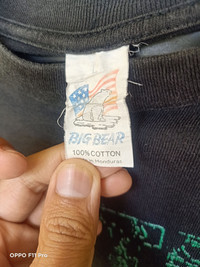 BIG BEAR
100% COTTON
Honduras
OPPO F11 Pro